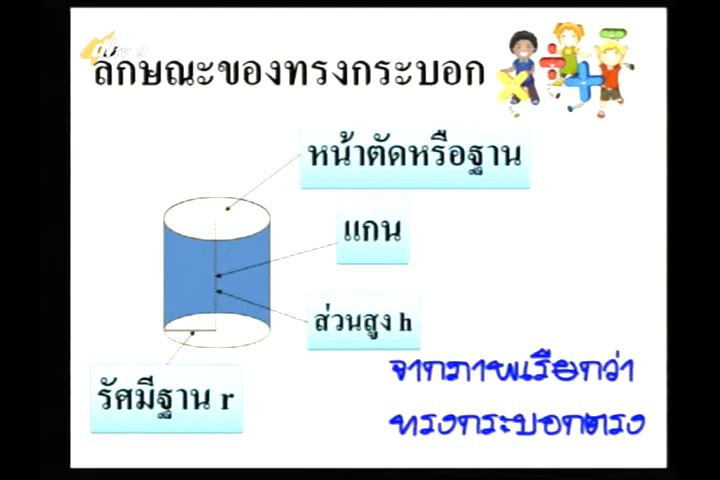 ลักษณะของทรงกระบอก
หน้าตัดหรือฐาน
แกน
ส่วนสูง h
รัศมีฐาน r
จากภาพเรียกว่า
ทรงกระบอกตรง